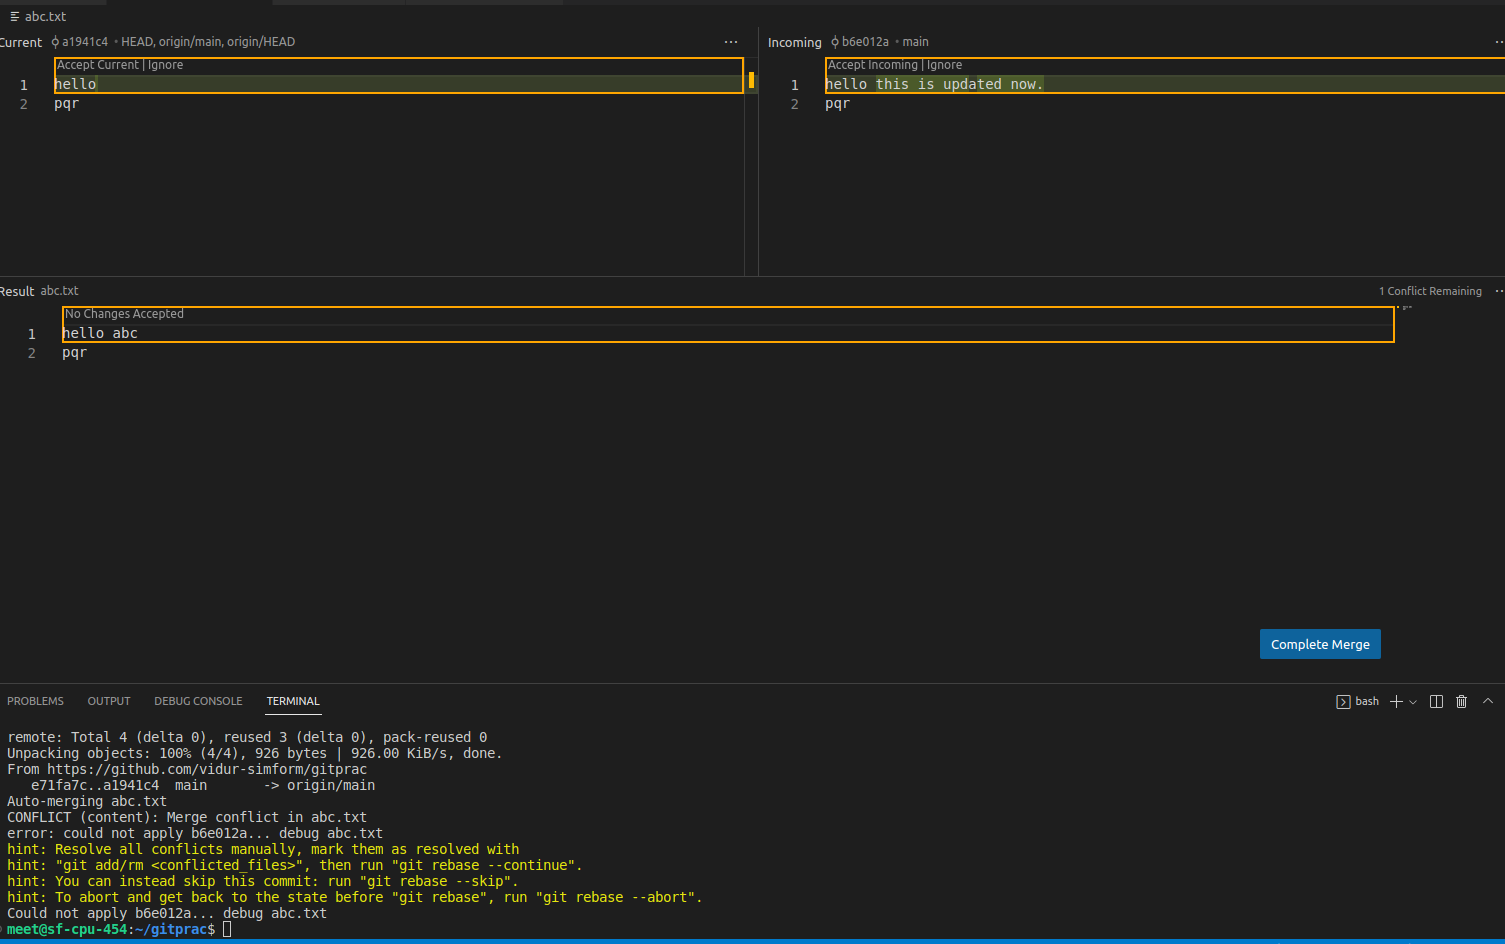 abc.txt
Current a1941c4 • HEAD, origin/main, origin/HEAD ···
Accept Current | Ignore
1 hello
2 pqr
Incoming b6e012a • main
Accept Incoming | Ignore
1 hello this is updated now.
2 pqr
Result abc.txt
1 Conflict Remaining
No Changes Accepted
1 hello abc
2 pqr
Complete Merge
PROBLEMS OUTPUT DEBUG CONSOLE TERMINAL
bash
remote: Total 4 (delta 0), reused 3 (delta 0), pack-reused 0
Unpacking objects: 100% (4/4), 926 bytes | 926.00 KiB/s, done.
From https://github.com/vidur-simform/gitprac
e71fa7c..a1941c4  main       -> origin/main
Auto-merging abc.txt
CONFLICT (content): Merge conflict in abc.txt
error: could not apply b6e012a... debug abc.txt
hint: Resolve all conflicts manually, mark them as resolved with
hint: "git add/rm <conflicted_files>", then run "git rebase --continue".
hint: You can instead skip this commit: run "git rebase --skip".
hint: To abort and get back to the state before "git rebase", run "git rebase --abort".
Could not apply b6e012a... debug abc.txt
meet@sf-cpu-454:~/gitprac$